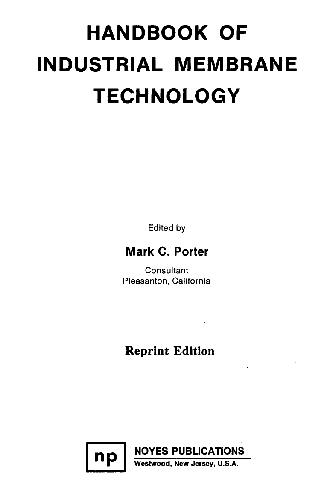 HANDBOOK OF
INDUSTRIAL MEMBRANE
TECHNOLOGY
Edited by
Mark C. Porter
Consultant
Pleasanton, California
Reprint Edition
np
NOYES PUBLICATIONS
Westwood, New Jersey, U.S.A.